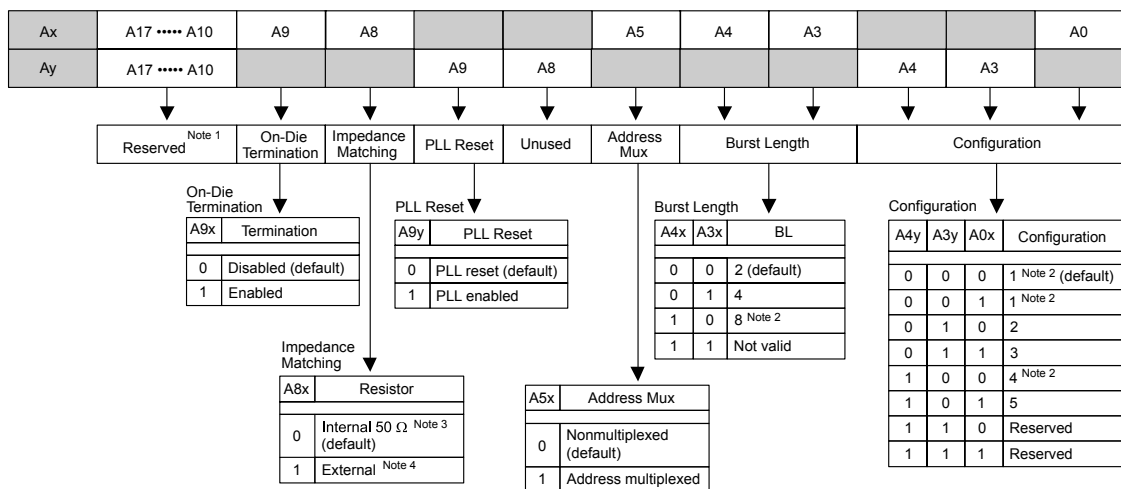 Ax A17 ••••• A10 A9 A8 A5 A4 A3 A0
Ay A17 ••••• A10 A9 A8 A4 A3
Reserved Note 1 On-Die Termination Impedance Matching PLL Reset Unused Address Mux Burst Length Configuration
On-Die
Termination
A9x Termination
0 Disabled (default)
1 Enabled
PLL Reset
A9y PLL Reset
0 PLL reset (default)
1 PLL enabled
Burst Length
A4x A3x BL
0 0 2 (default)
0 1 4
1 0 8 Note 2
1 1 Not valid
Configuration
A4y A3y A0x Configuration
0 0 0 1 Note 2 (default)
0 0 1 1 Note 2
0 1 0 2
0 1 1 3
1 0 0 4 Note 2
1 0 1 5
1 1 0 Reserved
1 1 1 Reserved
Impedance
Matching
A8x Resistor
0 Internal 50 Ω Note 3
(default)
1 External Note 4
A5x Address Mux
0 Nonmultiplexed
(default)
1 Address multiplexed